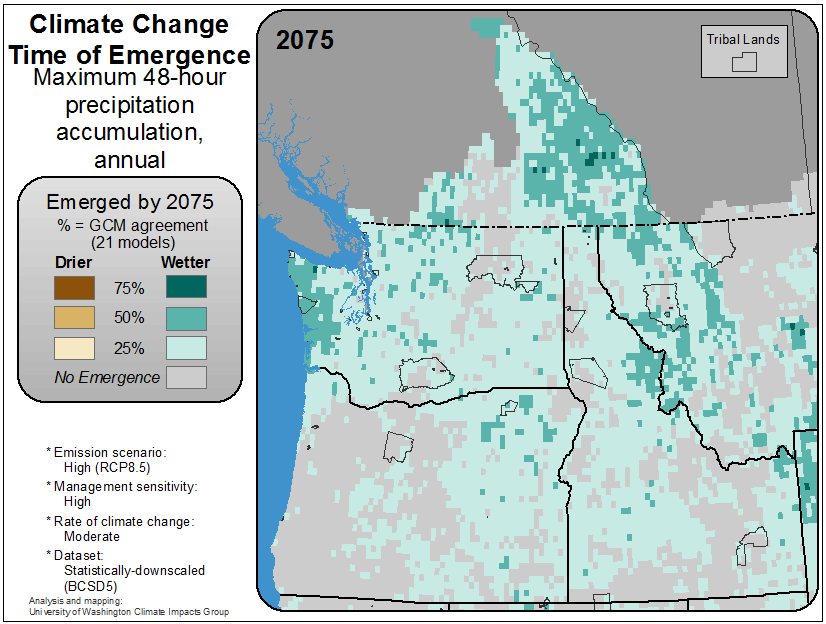 Climate Change
Time of Emergence
Maximum 48-hour
precipitation
accumulation,
annual
Emerged by 2075
% = GCM agreement
(21 models)
Drier Wetter
75%
50%
25%
No Emergence
* Emission scenario:
High (RCP8.5)
* Management sensitivity:
High
* Rate of climate change:
Moderate
* Dataset:
Statistically-downscaled
(BCSD5)
Analysis and mapping:
University of Washington Climate Impacts Group
2075
Tribal Lands